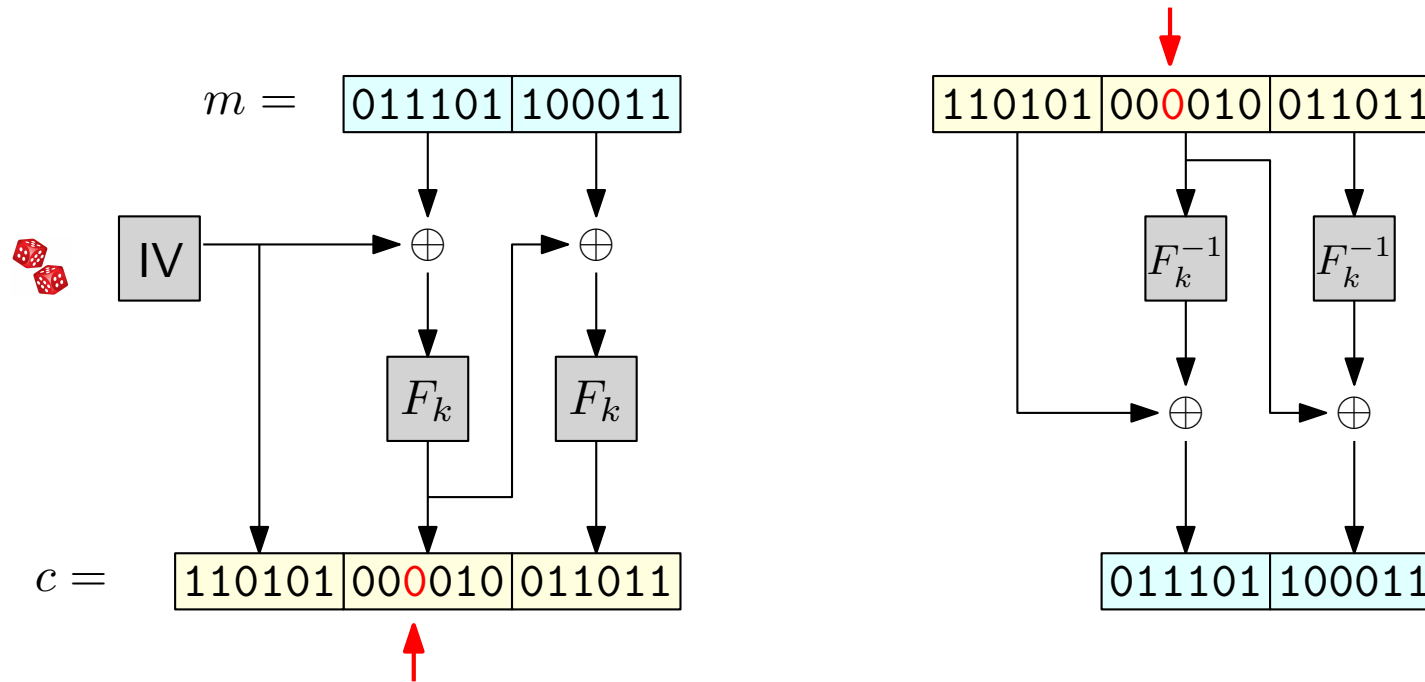 m = 011101 100011
IV
⊕ ⊕
F_k F_k
c = 110101 000010 011011
110101 000010 011011
F_k^{-1} F_k^{-1}
⊕ ⊕
011101 100011